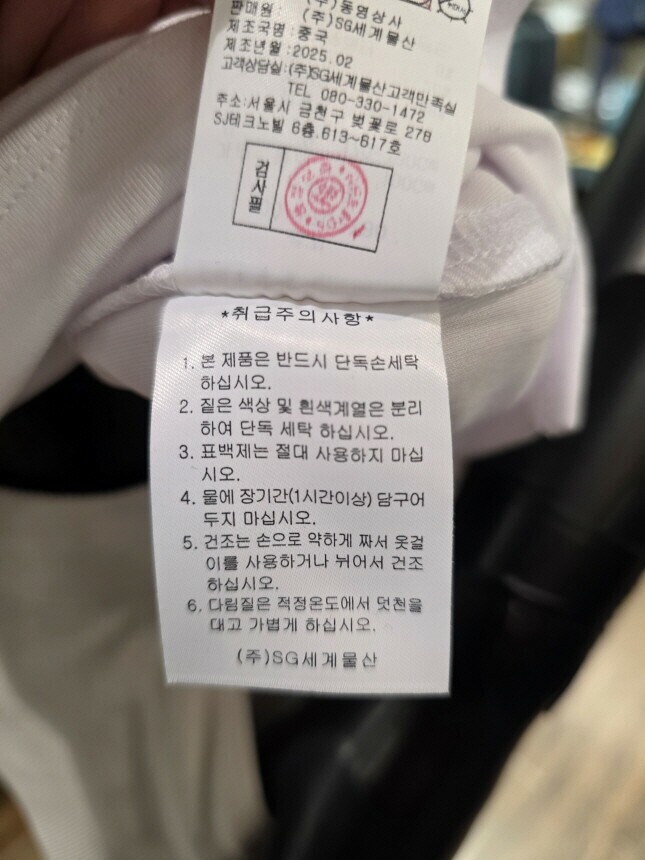 (주)동영상사
판매원 : (주)SG세계물산
제조국명 : 중국
제조년월 : 2025.02
고객상담실:(주)SG세계물산고객만족실
TEL 080-330-1472
주소:서울시 금천구 벚꽃로 278
SJ테크노빌 6층.613~617호
검사필
*취급주의사항*
1. 본 제품은 반드시 단독손세탁
하십시오.
2. 짙은 색상 및 흰색계열은 분리
하여 단독 세탁 하십시오.
3. 표백제는 절대 사용하지 마십
시오.
4. 물에 장기간(1시간이상) 담구어
두지 마십시오.
5. 건조는 손으로 약하게 짜서 옷걸
이를 사용하거나 뉘어서 건조
하십시오.
6. 다림질은 적정온도에서 덧천을
대고 가볍게 하십시오.
(주)SG세계물산